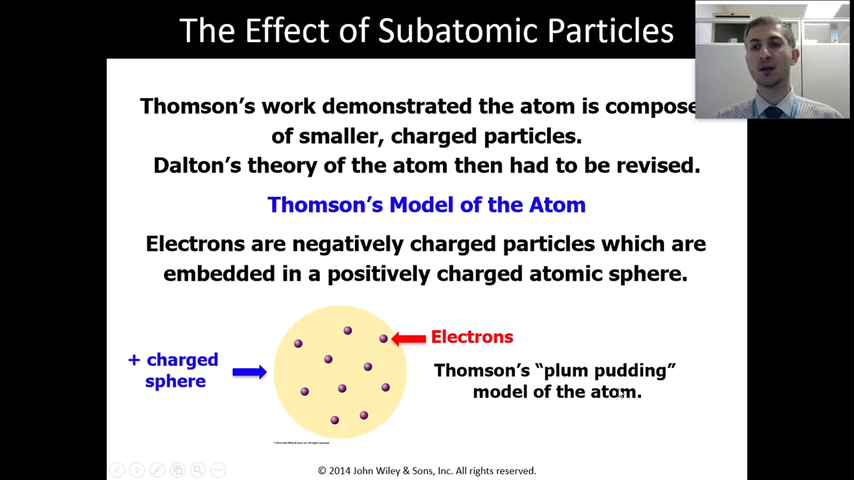 The Effect of Subatomic Particles
Thomson's work demonstrated the atom is compose
of smaller, charged particles.
Dalton's theory of the atom then had to be revised.
Thomson's Model of the Atom
Electrons are negatively charged particles which are
embedded in a positively charged atomic sphere.
Electrons
+ charged
sphere
Thomson's “plum pudding”
model of the atom.
© 2014 John Wiley & Sons, Inc. All rights reserved.